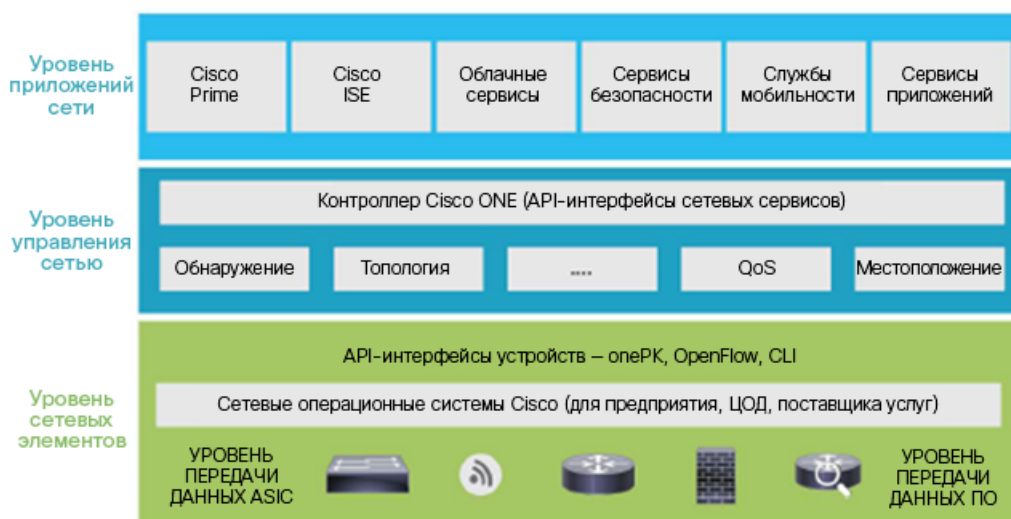 Уровень
приложений
сети
Cisco
Prime
Cisco
ISE
Облачные
сервисы
Сервисы
безопасности
Службы
мобильности
Сервисы
приложений
Уровень
управления
сетью
Контроллер Cisco ONE (API-интерфейсы сетевых сервисов)
Обнаружение
Топология
....
QoS
Местоположение
Уровень
сетевых
элементов
API-интерфейсы устройств – onePK, OpenFlow, CLI
Сетевые операционные системы Cisco (для предприятия, ЦОД, поставщика услуг)
УРОВЕНЬ
ПЕРЕДАЧИ
ДАННЫХ ASIC
УРОВЕНЬ
ПЕРЕДАЧИ
ДАННЫХ ПО